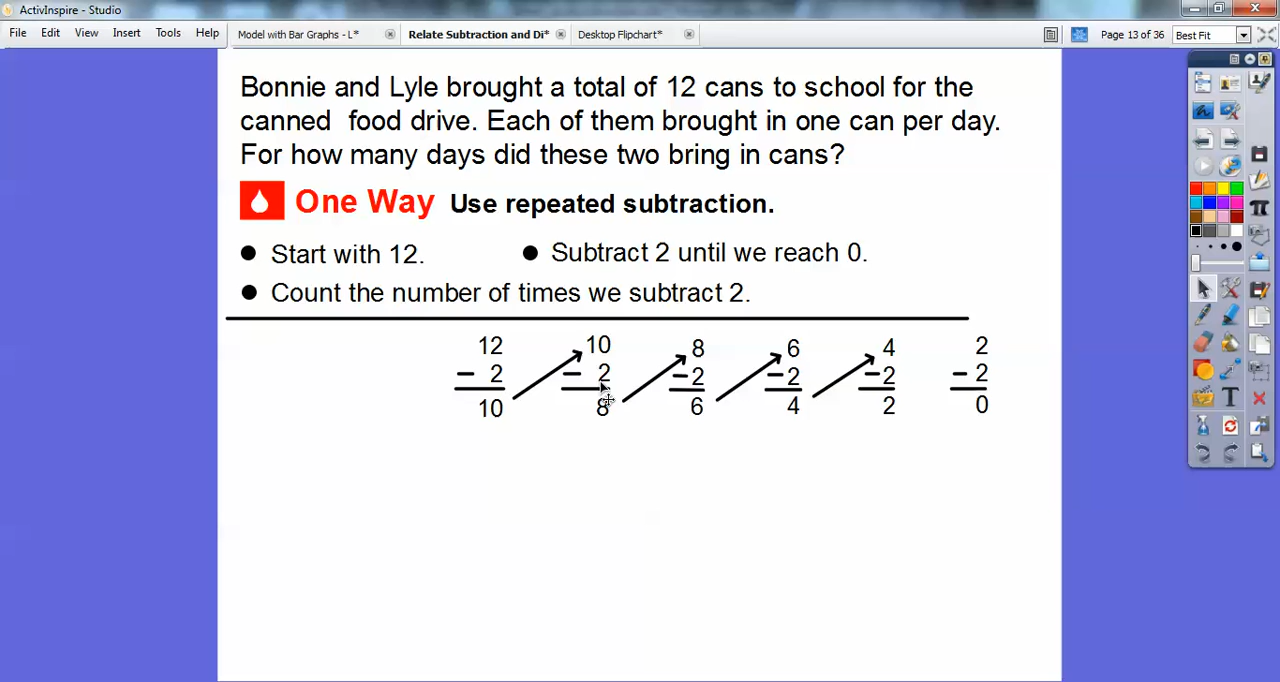 ActivInspire - Studio
File Edit View Insert Tools Help Model with Bar Graphs - L* Relate Subtraction and Di* Desktop Flipchart* Page 13 of 36 Best Fit
Bonnie and Lyle brought a total of 12 cans to school for the
canned food drive. Each of them brought in one can per day.
For how many days did these two bring in cans?
One Way Use repeated subtraction.
● Start with 12. ● Subtract 2 until we reach 0.
● Count the number of times we subtract 2.
12 10 8 6 4 2
− 2 − 2 −2 −2 −2 −2
10 8 6 4 2 0